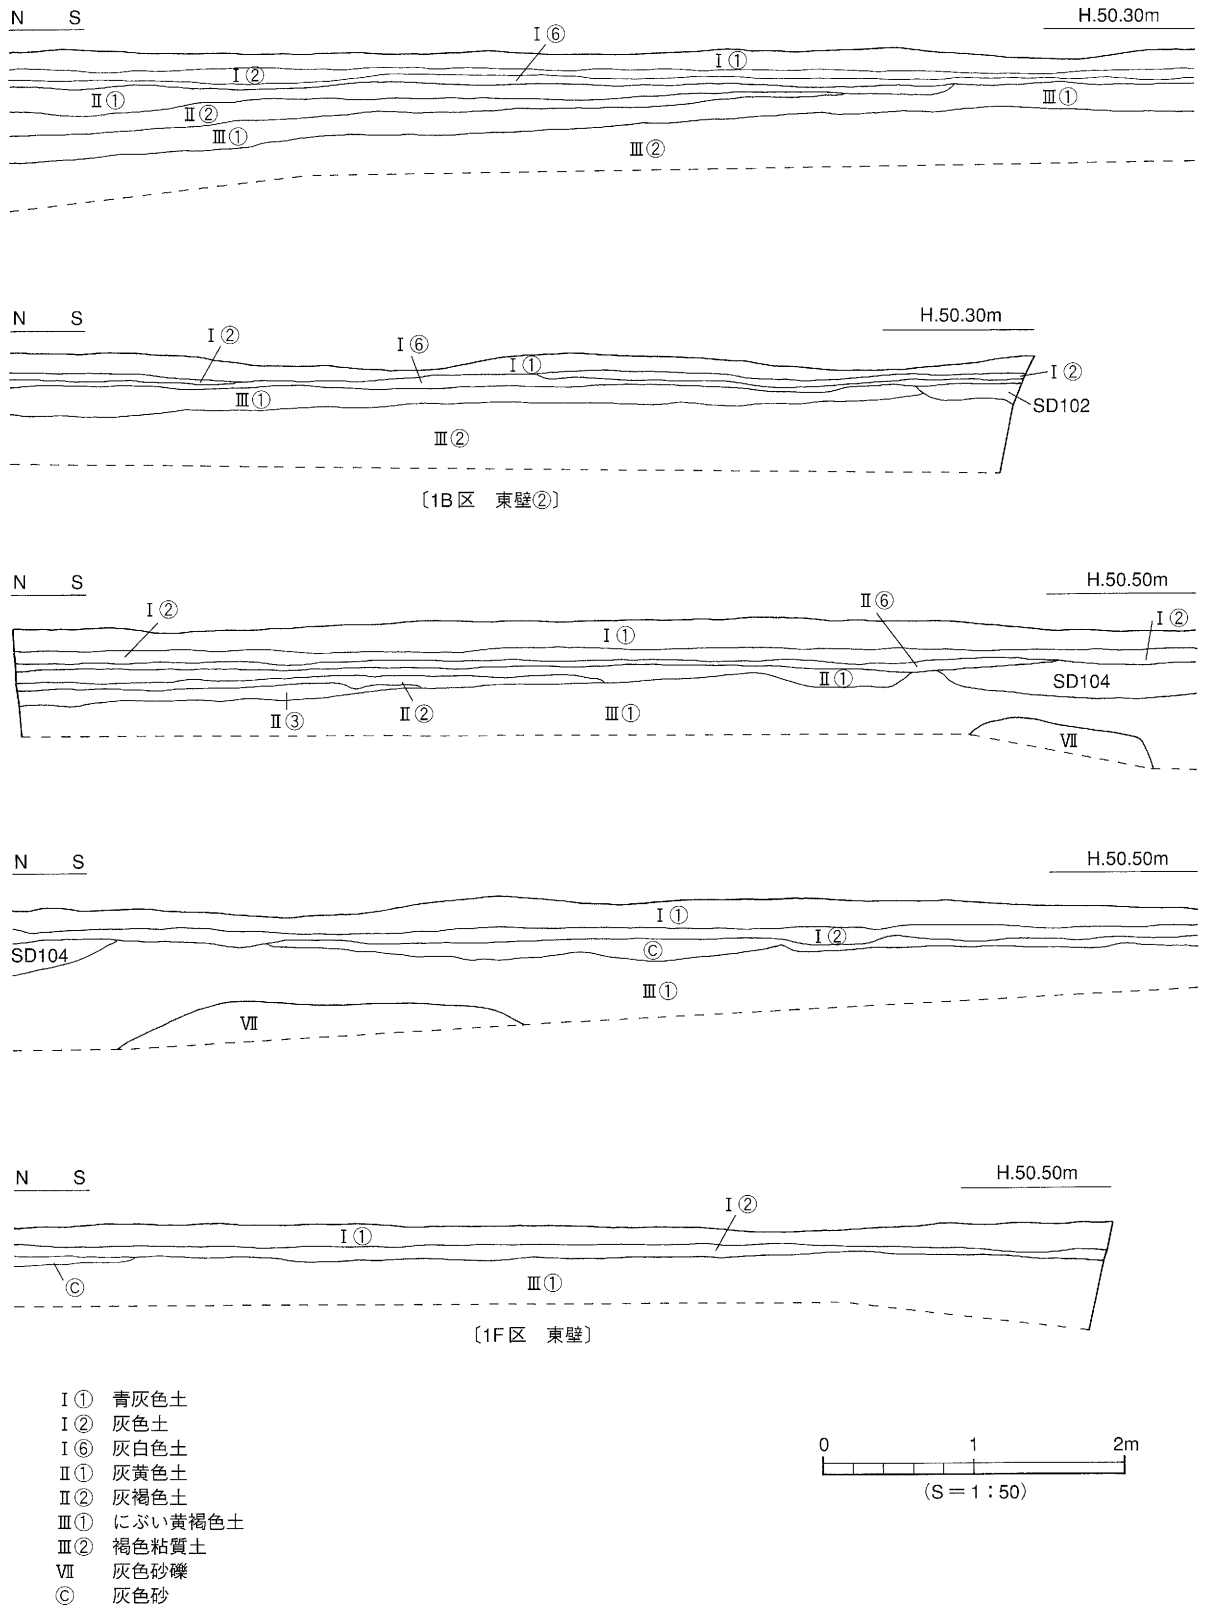 N S H.50.30m
Ⅰ⑥
Ⅰ① Ⅰ②
Ⅱ① Ⅲ①
Ⅱ②
Ⅲ①
Ⅲ②
N S H.50.30m
Ⅰ② Ⅰ⑥
Ⅰ① Ⅰ②
Ⅲ① SD102
Ⅲ②
〔1B区 東壁②〕
N S H.50.50m
Ⅰ② Ⅱ⑥ Ⅰ②
Ⅰ①
Ⅱ① SD104
Ⅱ③ Ⅱ② Ⅲ①
Ⅶ
N S H.50.50m
Ⅰ①
Ⅰ②
SD104 Ⓒ
Ⅲ①
Ⅶ
N S H.50.50m
Ⅰ②
Ⅰ①
Ⓒ Ⅲ①
〔1F区 東壁〕
Ⅰ① 青灰色土
Ⅰ② 灰色土
Ⅰ⑥ 灰白色土
Ⅱ① 灰黄色土
Ⅱ② 灰褐色土
Ⅲ① にぶい黄褐色土
Ⅲ② 褐色粘質土
Ⅶ 灰色砂礫
Ⓒ 灰色砂
0 1 2m
(S＝1：50)